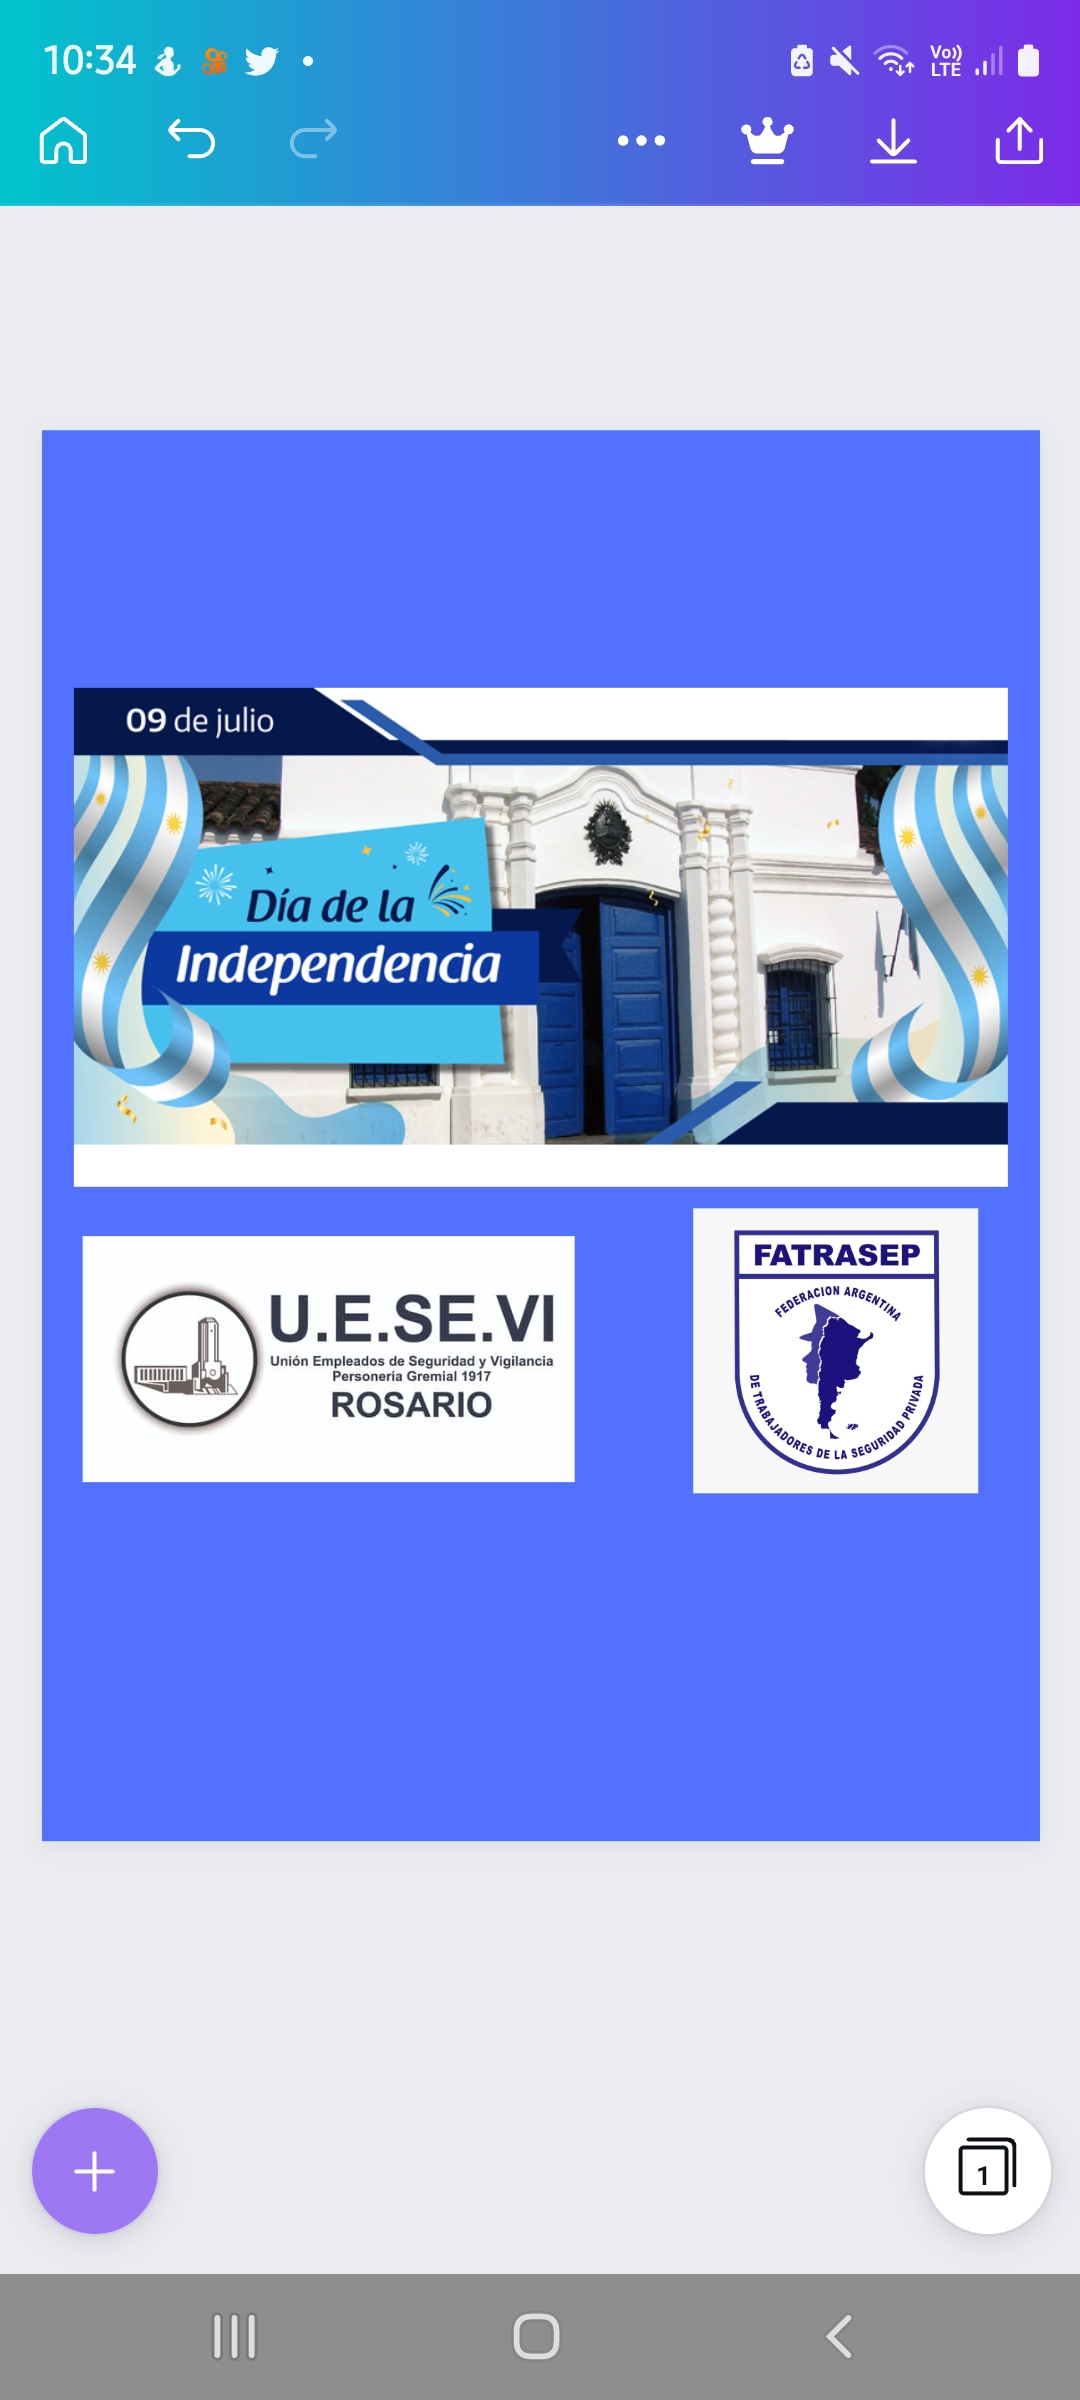 10:34
Vo))
LTE
09 de julio
Día de la
Independencia
U.E.SE.VI
Unión Empleados de Seguridad y Vigilancia
Personería Gremial 1917
ROSARIO
FATRASEP
FEDERACION ARGENTINA
DE TRABAJADORES DE LA SEGURIDAD PRIVADA
1